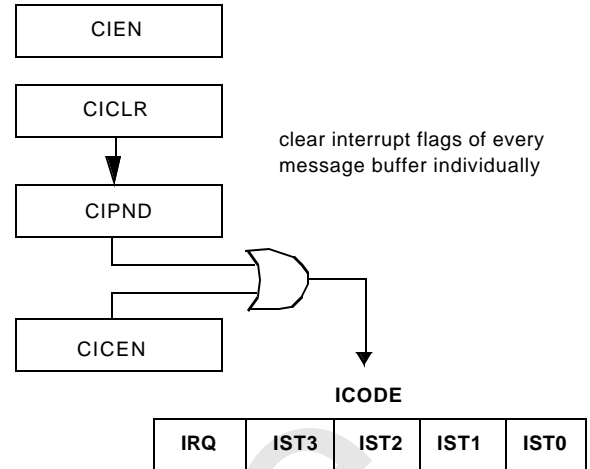 CIEN
CICLR
clear interrupt flags of every
message buffer individually
CIPND
CICEN
ICODE
IRQ IST3 IST2 IST1 IST0